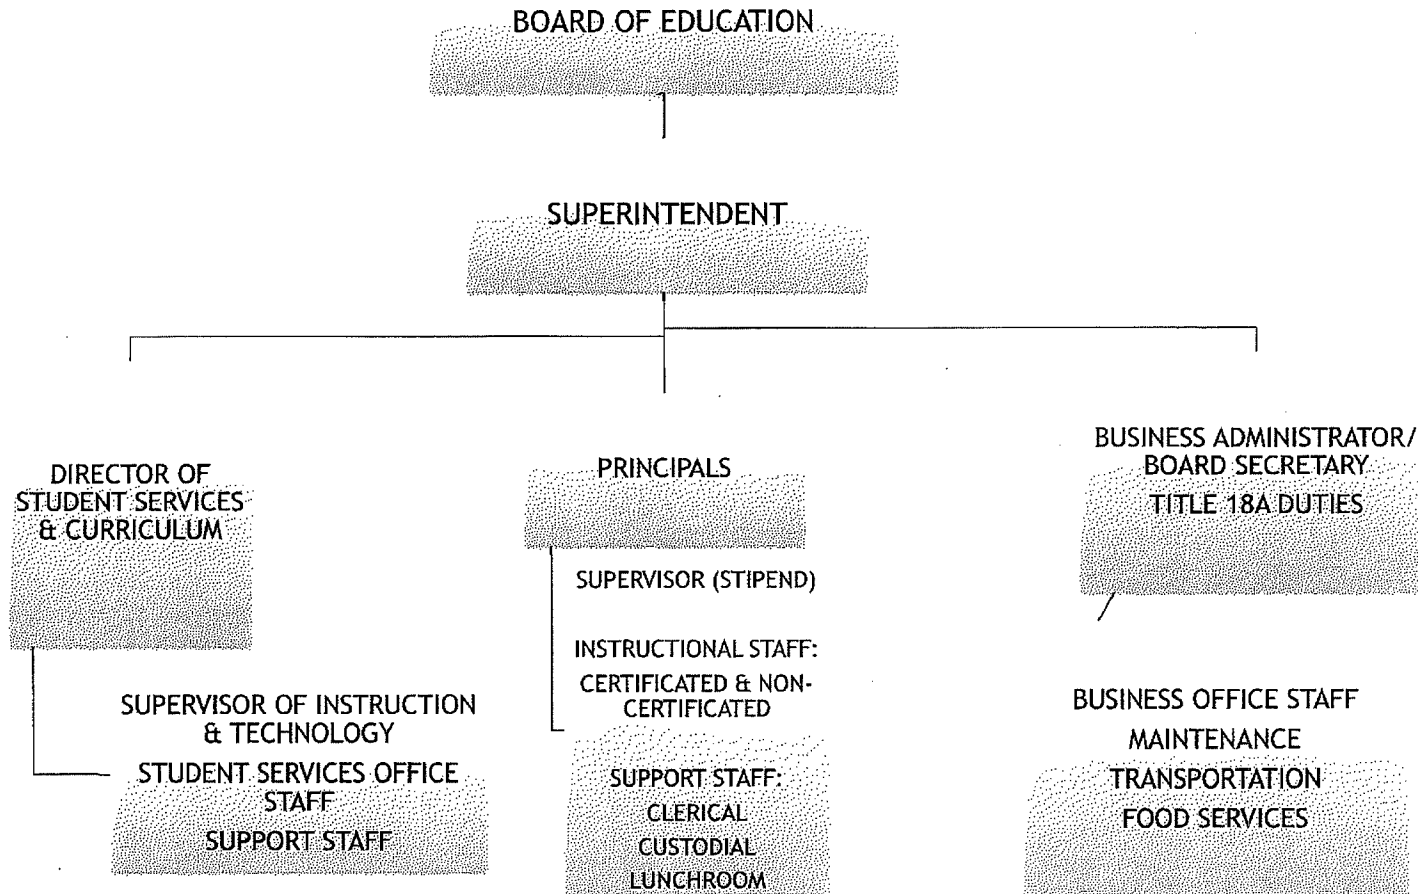 BOARD OF EDUCATION
SUPERINTENDENT
DIRECTOR OF
STUDENT SERVICES
& CURRICULUM
SUPERVISOR OF INSTRUCTION
& TECHNOLOGY
STUDENT SERVICES OFFICE
STAFF
SUPPORT STAFF
PRINCIPALS
SUPERVISOR (STIPEND)
INSTRUCTIONAL STAFF:
CERTIFICATED & NON-
CERTIFICATED
SUPPORT STAFF:
CLERICAL
CUSTODIAL
LUNCHROOM
BUSINESS ADMINISTRATOR/
BOARD SECRETARY
TITLE 18A DUTIES
BUSINESS OFFICE STAFF
MAINTENANCE
TRANSPORTATION
FOOD SERVICES